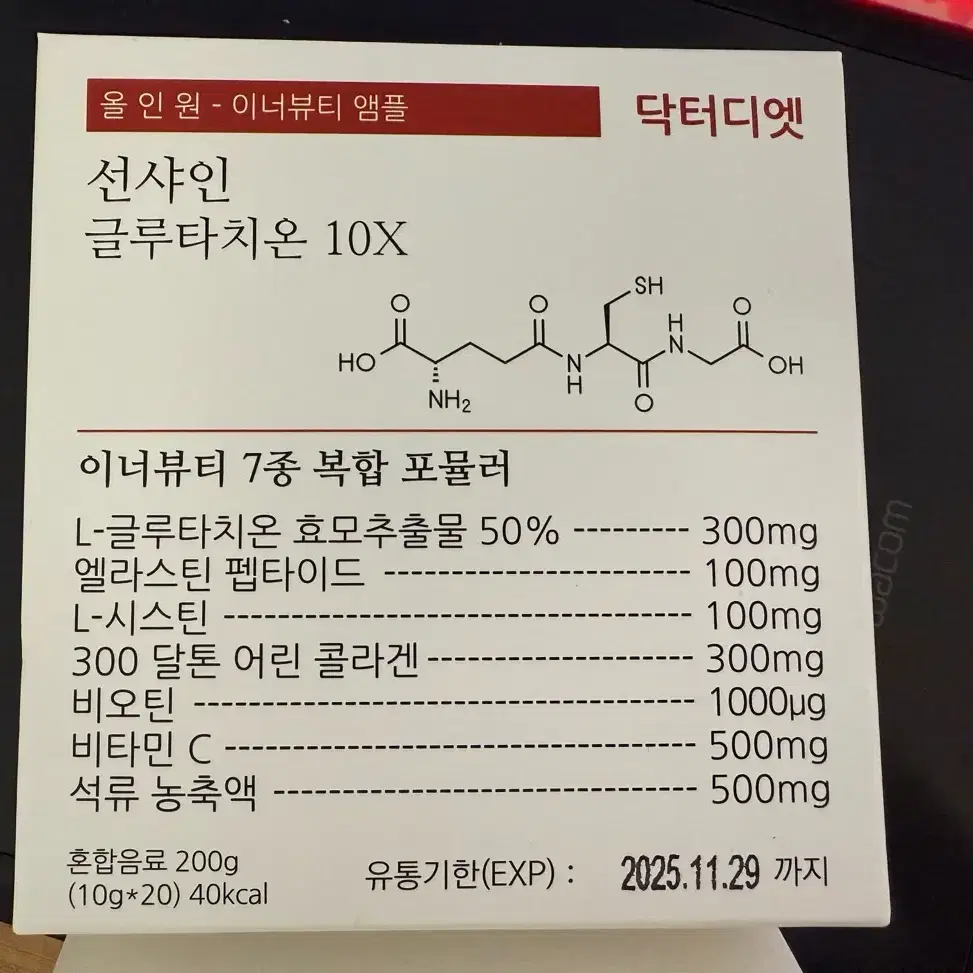 올인원 - 이너뷰티 앰플
닥터디엣
선샤인
글루타치온 10X
O
HO
NH₂
O
N
H
SH
O
H
N
O
OH
이너뷰티 7종 복합 포뮬러
L-글루타치온 효모추출물 50% --------- 300mg
엘라스틴 펩타이드 ------------------------ 100mg
L-시스틴 ------------------------------------ 100mg
300 달톤 어린 콜라겐 --------------------- 300mg
비오틴 --------------------------------------- 1000µg
비타민 C ------------------------------------ 500mg
석류 농축액 --------------------------------- 500mg
혼합음료 200g
(10g*20) 40kcal
유통기한(EXP) : 2025.11.29 까지
wacom